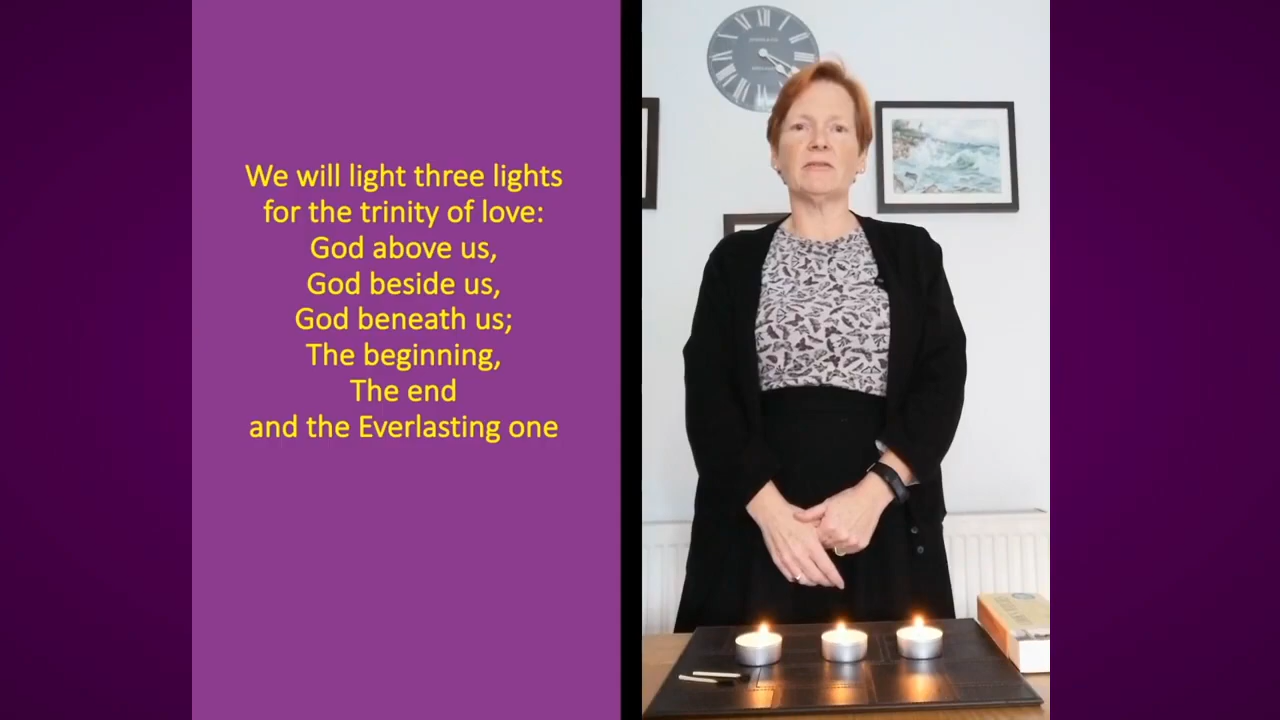 We will light three lights
for the trinity of love:
God above us,
God beside us,
God beneath us;
The beginning,
The end
and the Everlasting one